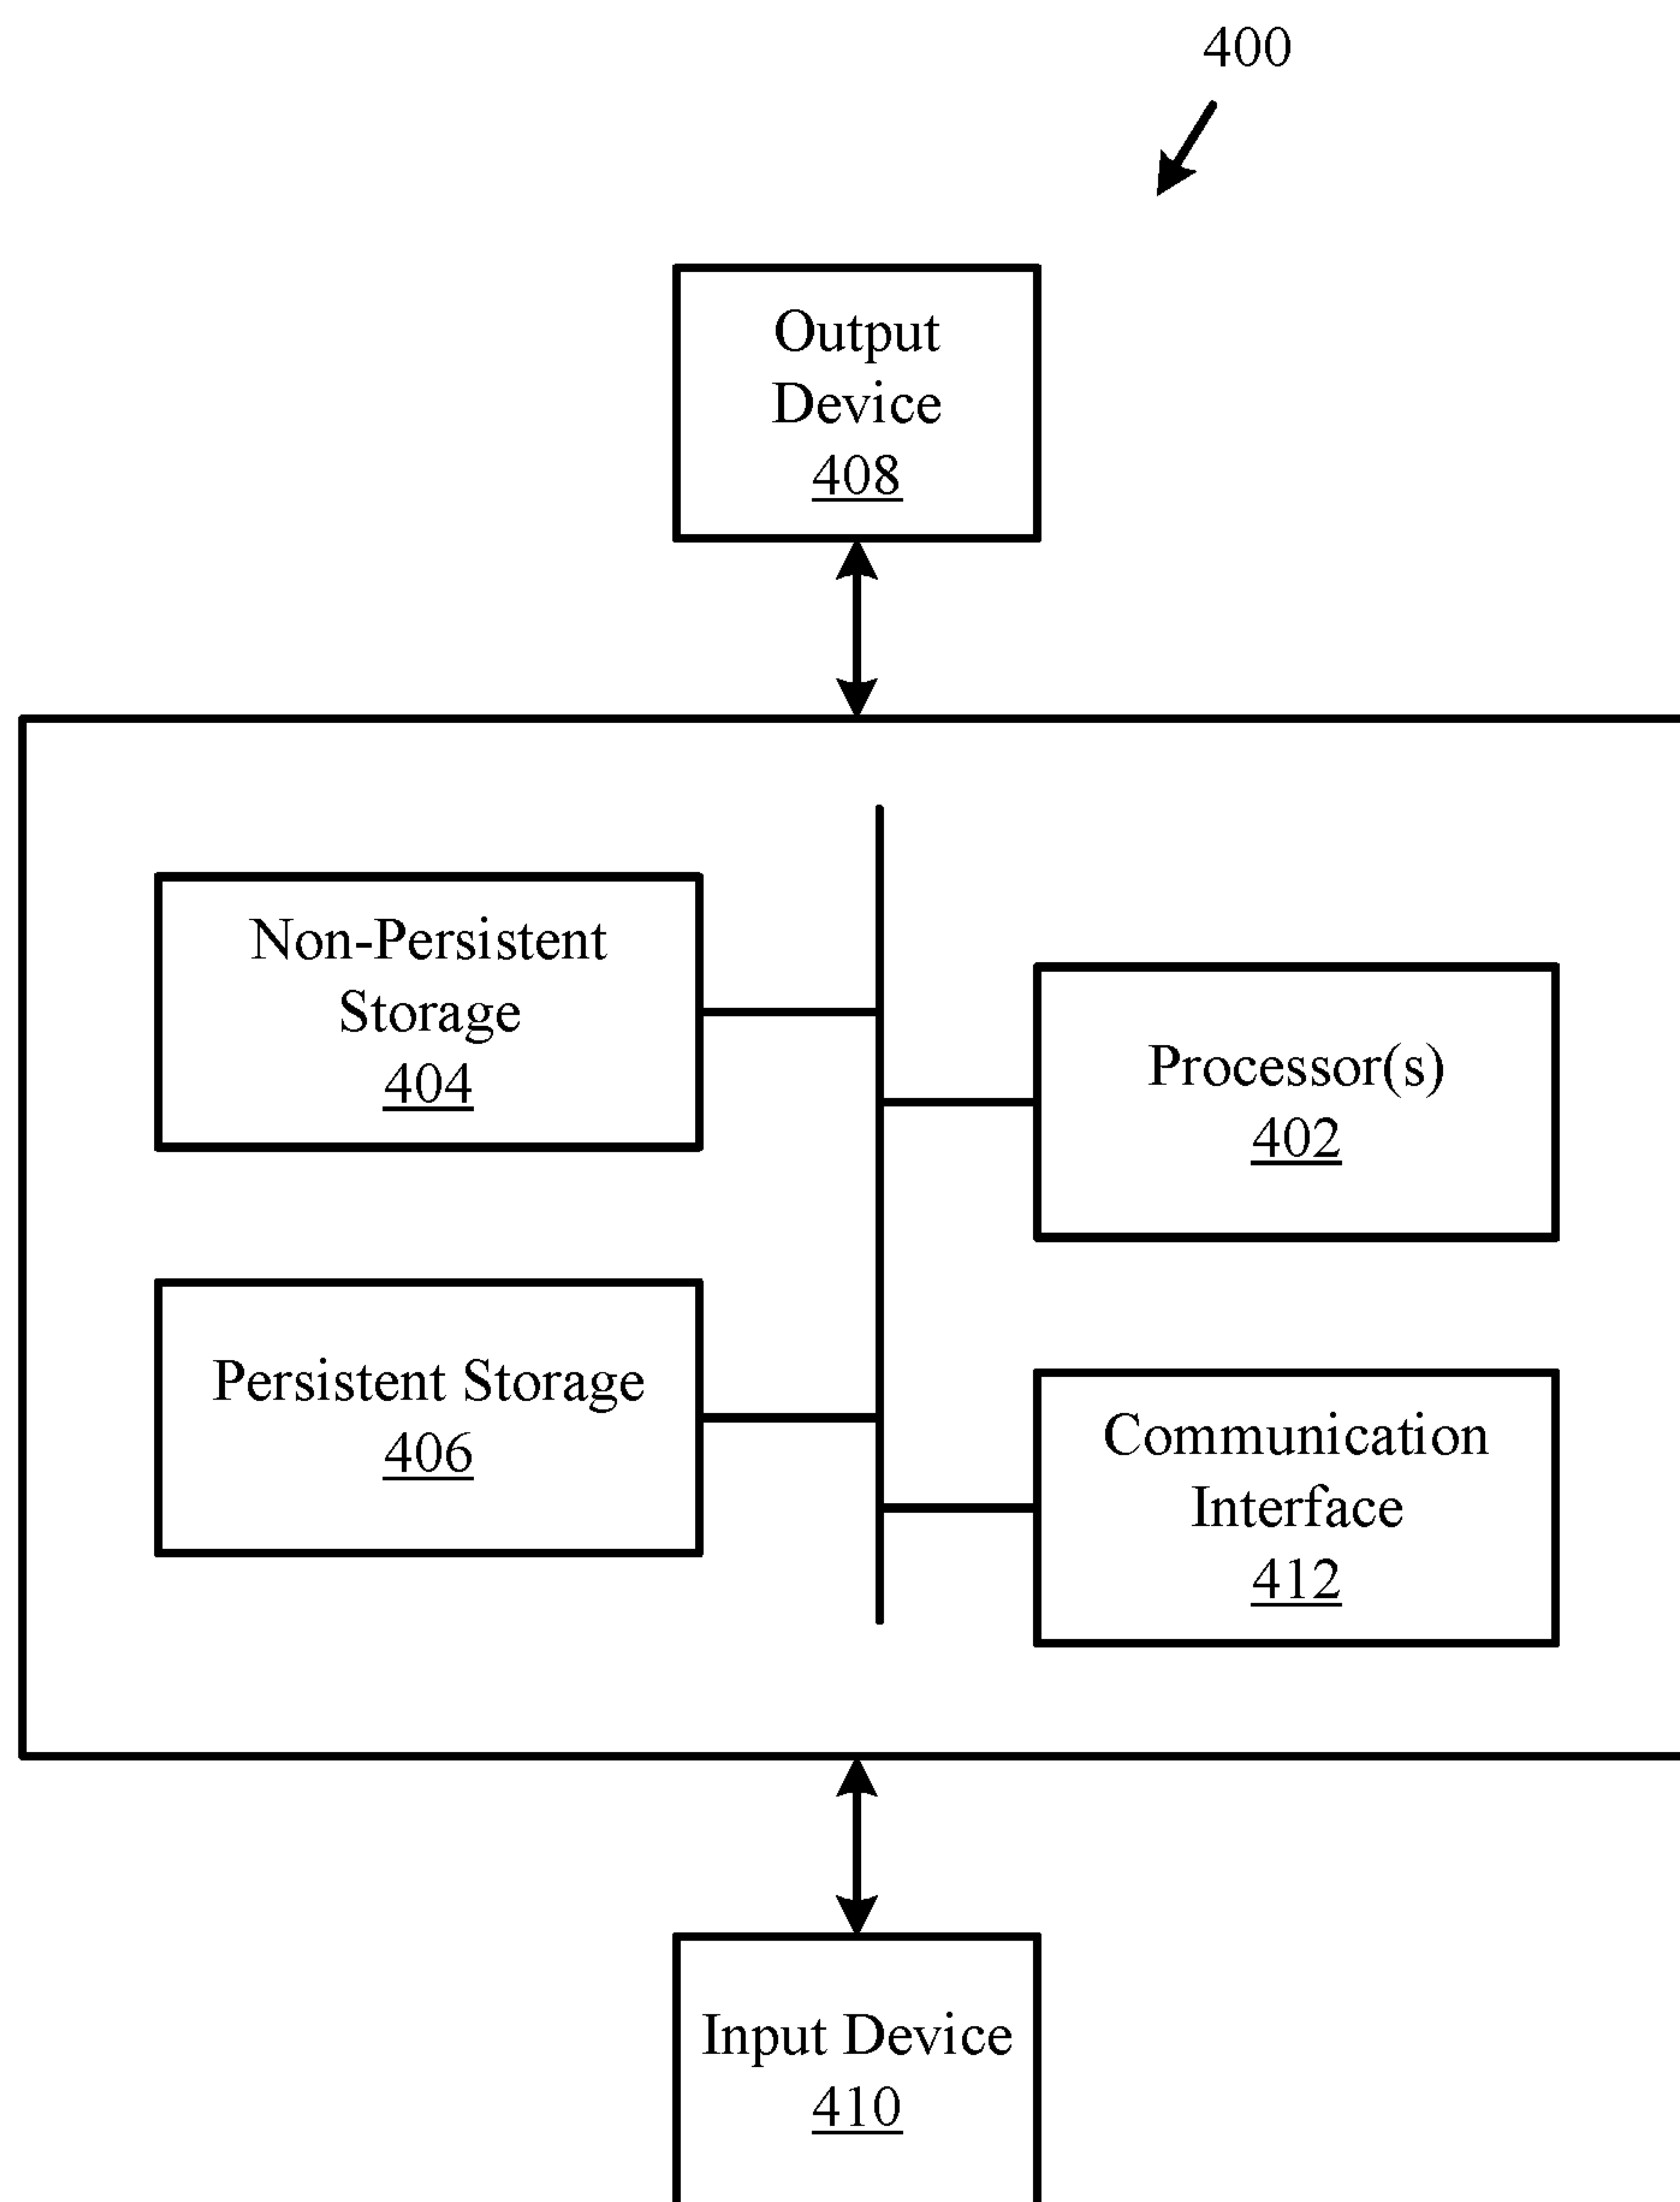 400
Output
Device
408
Non-Persistent
Storage
404
Processor(s)
402
Persistent Storage
406
Communication
Interface
412
Input Device
410